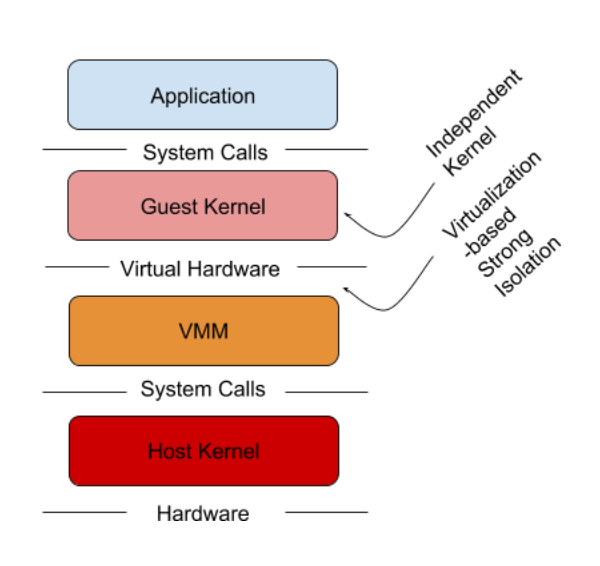 Application
System Calls
Guest Kernel
Virtual Hardware
VMM
System Calls
Host Kernel
Hardware
Independent
Kernel
Virtualization
-based
Strong
Isolation